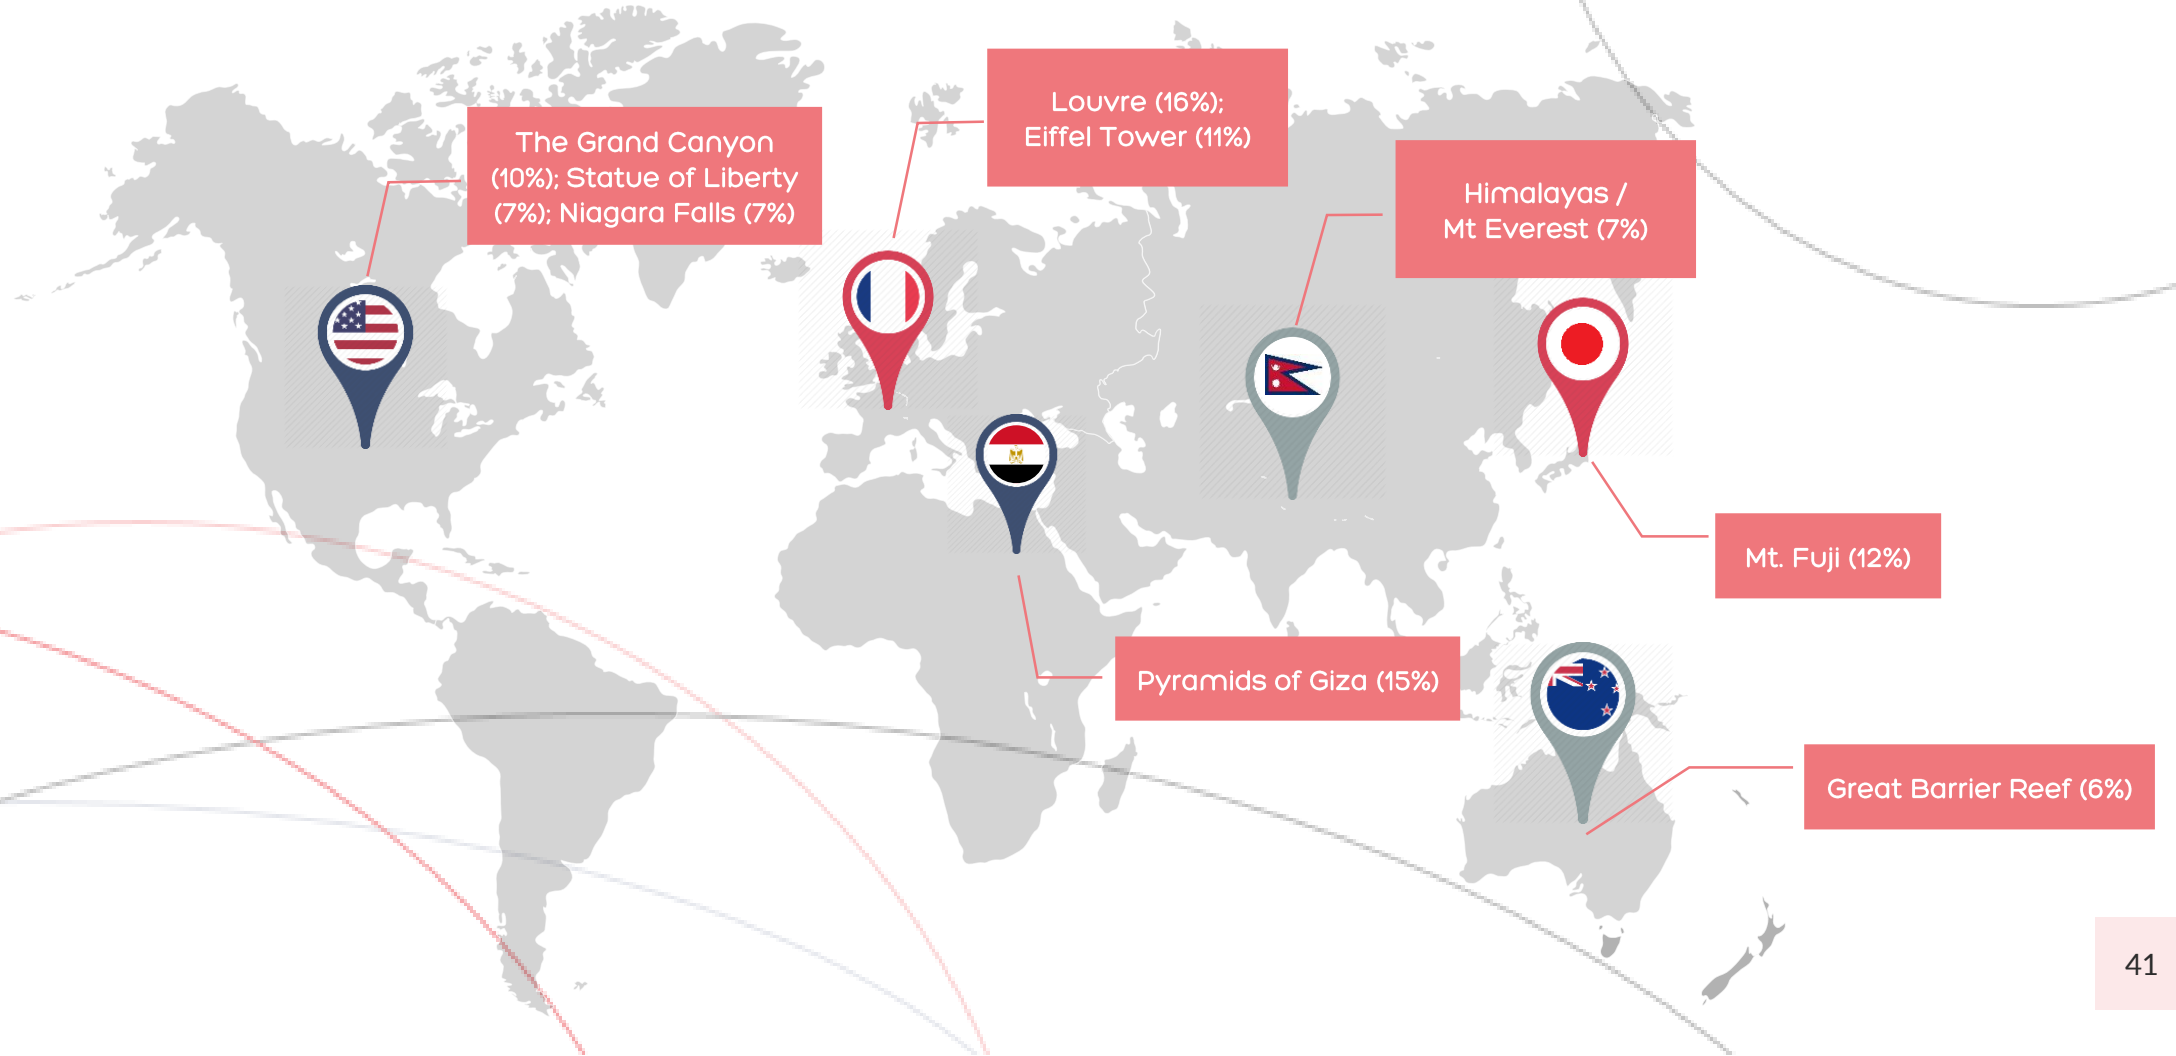 Louvre (16%);
Eiffel Tower (11%)
The Grand Canyon
(10%); Statue of Liberty
(7%); Niagara Falls (7%)
Himalayas /
Mt Everest (7%)
Mt. Fuji (12%)
Pyramids of Giza (15%)
Great Barrier Reef (6%)
41